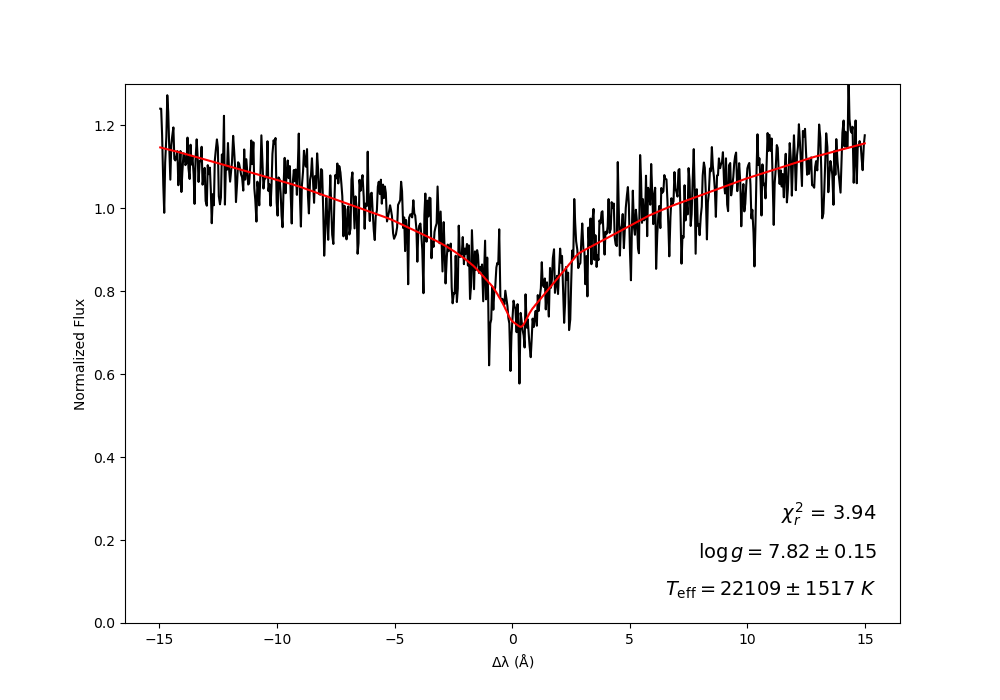 1.2
1.0
0.8
0.6
0.4
0.2
0.0
Normalized Flux
−15
−10
−5
0
5
10
15
Δλ (Å)
χ²ᵣ = 3.94
log g = 7.82 ± 0.15
T_eff = 22109 ± 1517 K